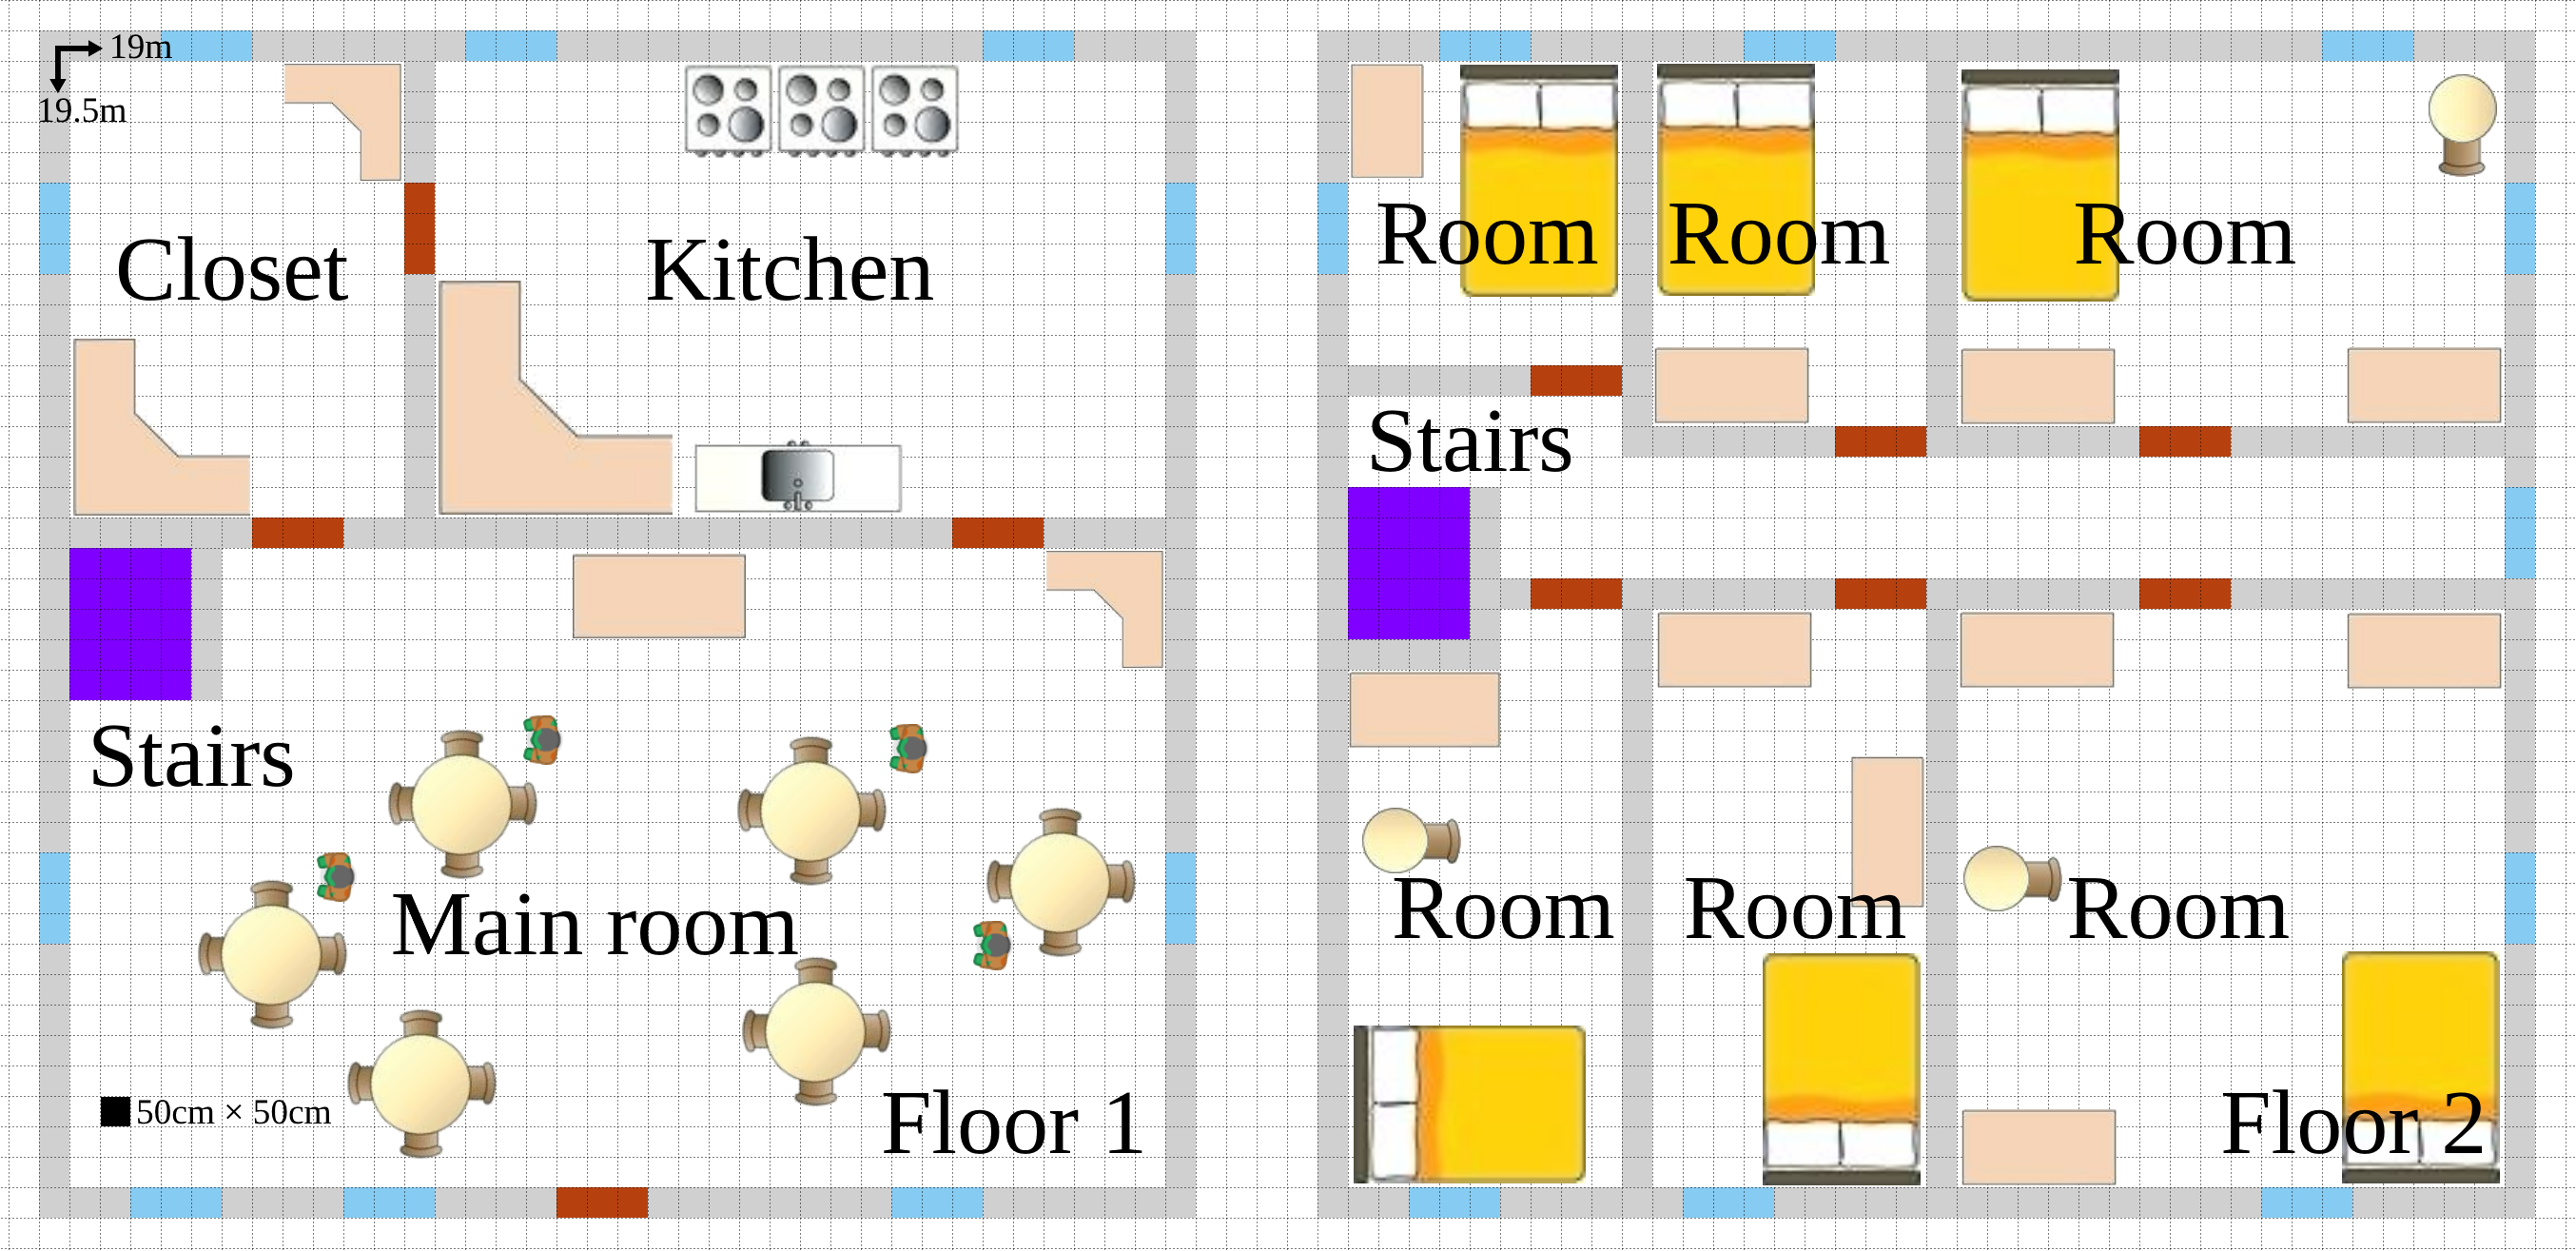 19m
19.5m
Closet
Kitchen
Stairs
Main room
50cm × 50cm
Floor 1
Room
Room
Room
Stairs
Room
Room
Room
Floor 2